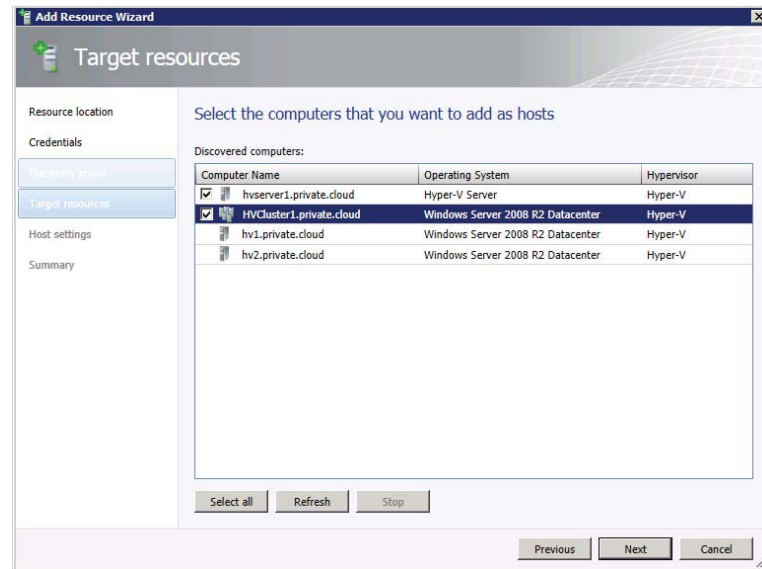 Add Resource Wizard
Target resources
Resource location
Credentials
Discovery scope
Target resources
Host settings
Summary
Select the computers that you want to add as hosts
Discovered computers:
Computer Name Operating System Hypervisor
hvserver1.private.cloud Hyper-V Server Hyper-V
HVCluster1.private.cloud Windows Server 2008 R2 Datacenter Hyper-V
hv1.private.cloud Windows Server 2008 R2 Datacenter Hyper-V
hv2.private.cloud Windows Server 2008 R2 Datacenter Hyper-V
Select all Refresh Stop
Previous Next Cancel